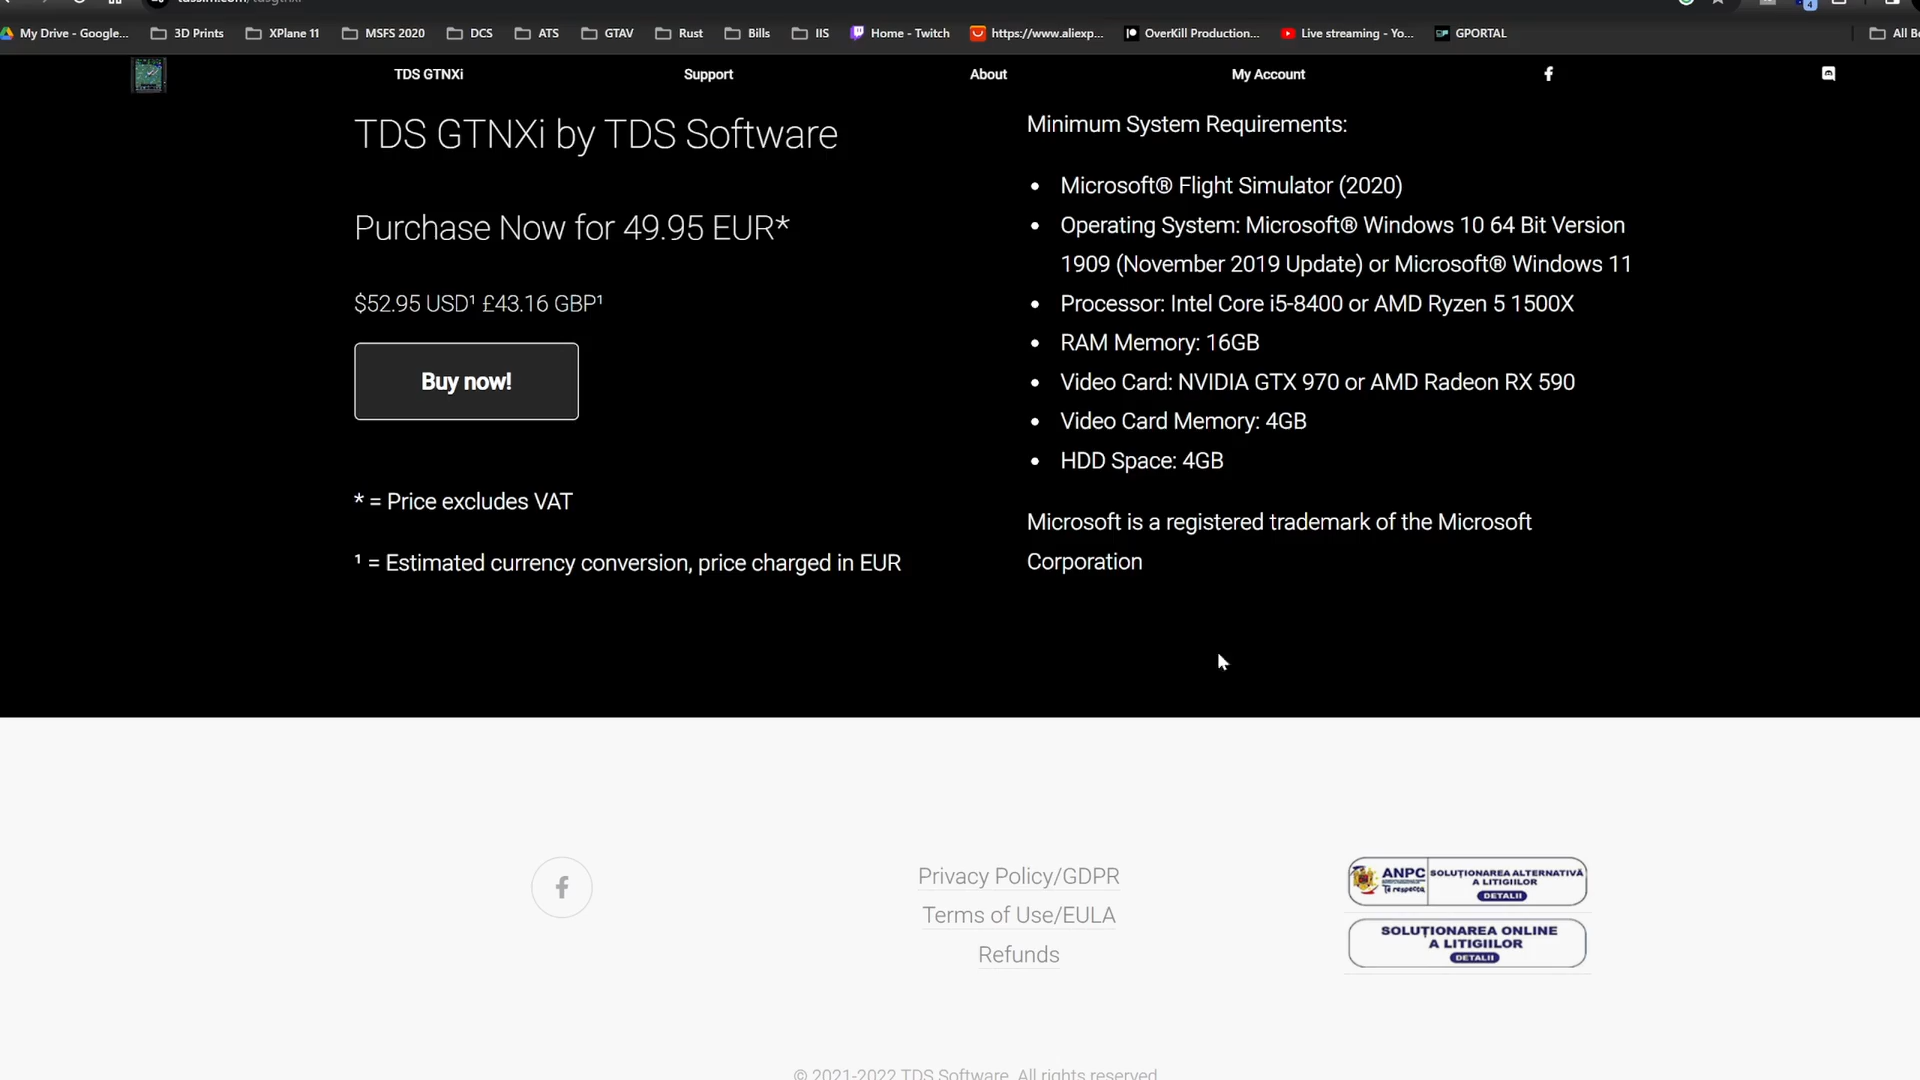 My Drive - Google...
3D Prints
XPlane 11
MSFS 2020
DCS
ATS
GTAV
Rust
Bills
IIS
Home - Twitch
https://www.aliexp...
OverKill Production...
Live streaming - Yo...
GPORTAL
All Bo
4
TDS GTNXi
Support
About
My Account
TDS GTNXi by TDS Software
Purchase Now for 49.95 EUR*
$52.95 USD¹ £43.16 GBP¹
Buy now!
* = Price excludes VAT
¹ = Estimated currency conversion, price charged in EUR
Minimum System Requirements:
• Microsoft® Flight Simulator (2020)
• Operating System: Microsoft® Windows 10 64 Bit Version
1909 (November 2019 Update) or Microsoft® Windows 11
• Processor: Intel Core i5-8400 or AMD Ryzen 5 1500X
• RAM Memory: 16GB
• Video Card: NVIDIA GTX 970 or AMD Radeon RX 590
• Video Card Memory: 4GB
• HDD Space: 4GB
Microsoft is a registered trademark of the Microsoft
Corporation
Privacy Policy/GDPR
Terms of Use/EULA
Refunds
ANPC
Te respecta
SOLUȚIONAREA ALTERNATIVĂ
A LITIGIILOR
DETALII
SOLUȚIONAREA ONLINE
A LITIGIILOR
DETALII
© 2021-2022 TDS Software. All rights reserved